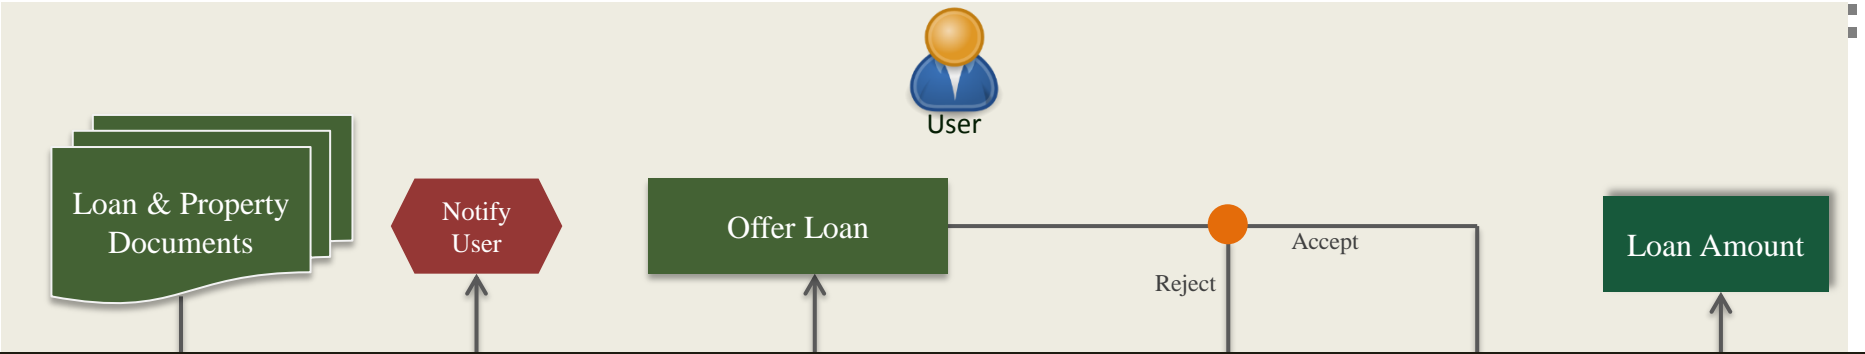 User
Loan & Property
Documents
Notify
User
Offer Loan
Accept
Reject
Loan Amount